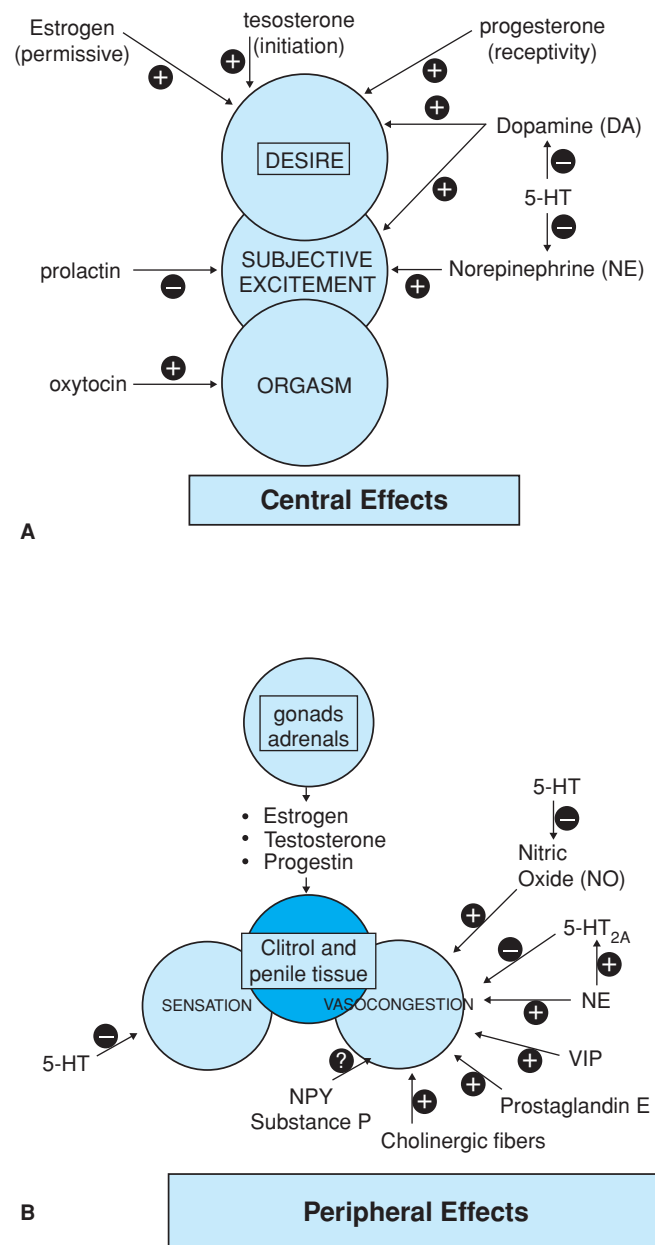 Estrogen
(permissive)
tesosterone
(initiation)
progesterone
(receptivity)
+
+
+
+
DESIRE
Dopamine (DA)
–
+
5-HT
–
prolactin
–
SUBJECTIVE
EXCITEMENT
+
Norepinephrine (NE)
oxytocin
+
ORGASM
Central Effects
A
gonads
adrenals
• Estrogen
• Testosterone
• Progestin
5-HT
–
Nitric
Oxide (NO)
+
Clitrol and
penile tissue
SENSATION
VASOCONGESTION
5-HT2A
–
+
NE
+
5-HT
–
VIP
+
?
NPY
Substance P
+
Cholinergic fibers
+
Prostaglandin E
B
Peripheral Effects